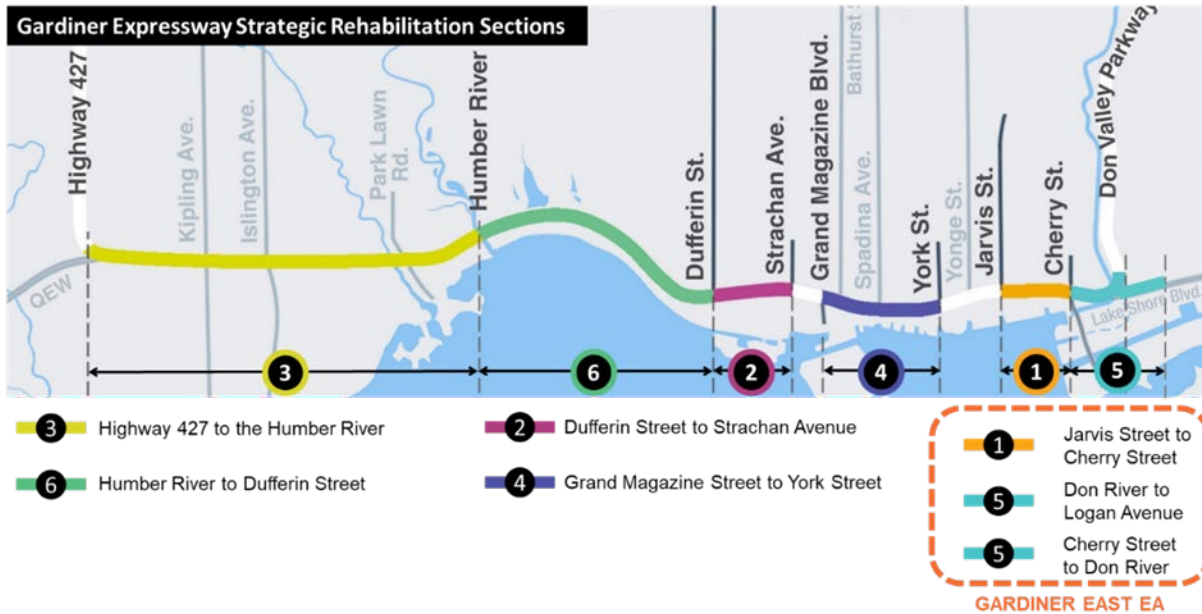 Gardiner Expressway Strategic Rehabilitation Sections
Highway 427
Kipling Ave.
Islington Ave.
Park Lawn
Rd.
Humber River
Dufferin St.
Strachan Ave.
Grand Magazine Blvd.
Bathurst
Spadina Ave.
York St.
Yonge St.
Jarvis St.
Cherry St.
Don Valley Parkway
QEW
Lake Shore Blvd.
3
6
2
4
1
5
3 Highway 427 to the Humber River
6 Humber River to Dufferin Street
2 Dufferin Street to Strachan Avenue
4 Grand Magazine Street to York Street
1 Jarvis Street to
Cherry Street
5 Don River to
Logan Avenue
5 Cherry Street
to Don River
GARDINER EAST EA